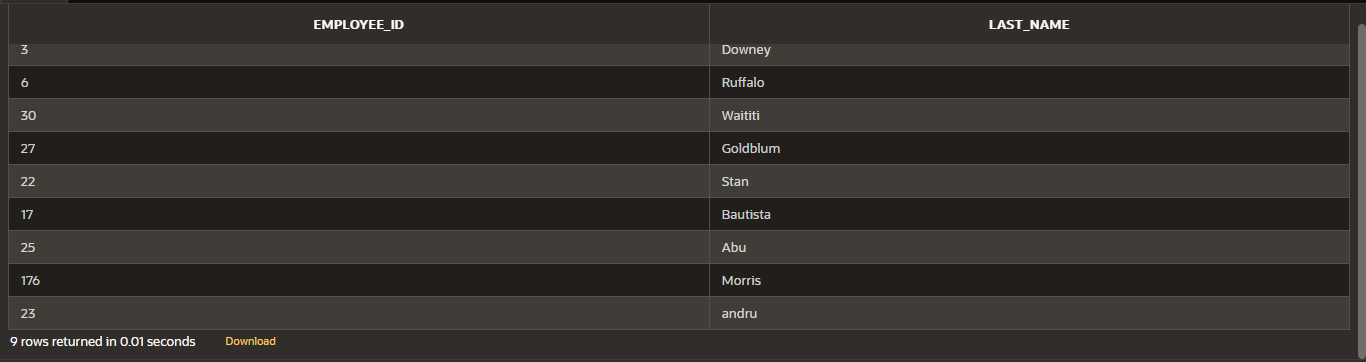 EMPLOYEE_ID LAST_NAME
3 Downey
6 Ruffalo
30 Waititi
27 Goldblum
22 Stan
17 Bautista
25 Abu
176 Morris
23 andru
9 rows returned in 0.01 seconds Download